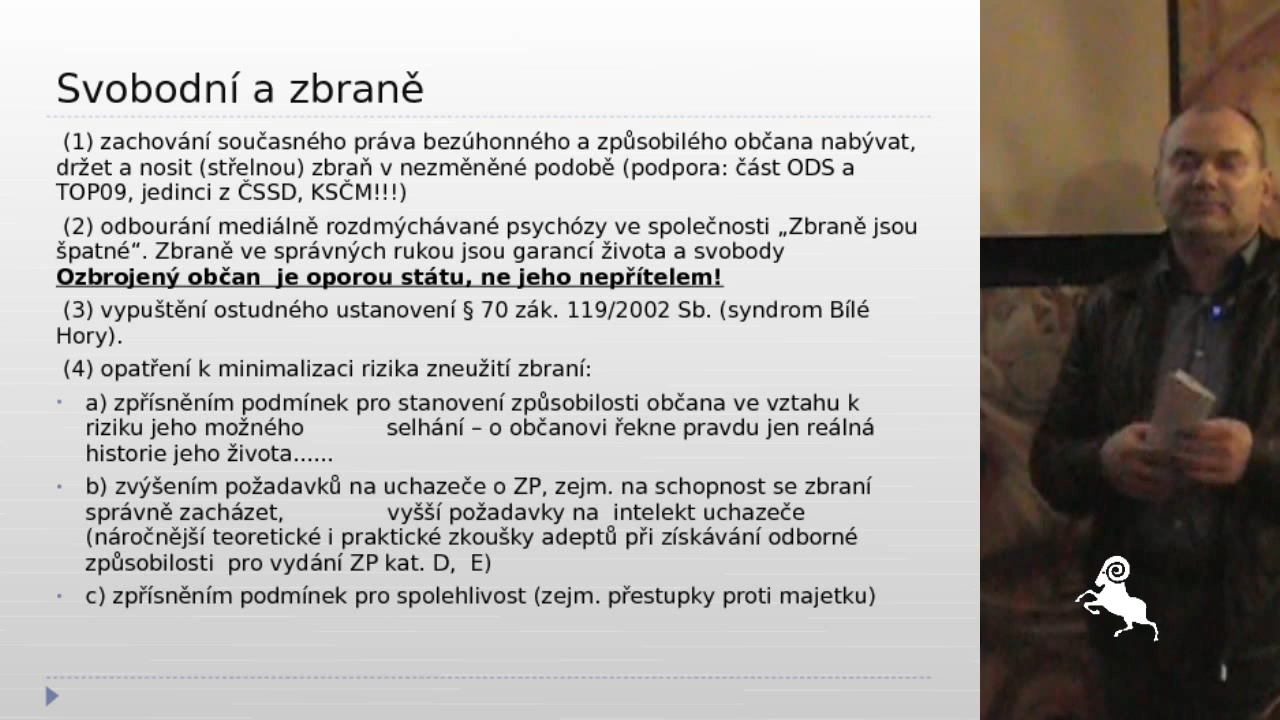 Svobodní a zbraně
(1) zachování současného práva bezúhonného a způsobilého občana nabývat,
držet a nosit (střelnou) zbraň v nezměněné podobě (podpora: část ODS a
TOP09, jedinci z ČSSD, KSČM!!!)
(2) odbourání mediálně rozdmýchávané psychózy ve společnosti „Zbraně jsou
špatné“. Zbraně ve správných rukou jsou garancí života a svobody
Ozbrojený občan je oporou státu, ne jeho nepřítelem!
(3) vypuštění ostudného ustanovení § 70 zák. 119/2002 Sb. (syndrom Bílé
Hory).
(4) opatření k minimalizaci rizika zneužití zbraní:
a) zpřísněním podmínek pro stanovení způsobilosti občana ve vztahu k
riziku jeho možného selhání – o občanovi řekne pravdu jen reálná
historie jeho života......
b) zvýšením požadavků na uchazeče o ZP, zejm. na schopnost se zbraní
správně zacházet, vyšší požadavky na intelekt uchazeče
(náročnější teoretické i praktické zkoušky adeptů při získávání odborné
způsobilosti pro vydání ZP kat. D, E)
c) zpřísněním podmínek pro spolehlivost (zejm. přestupky proti majetku)